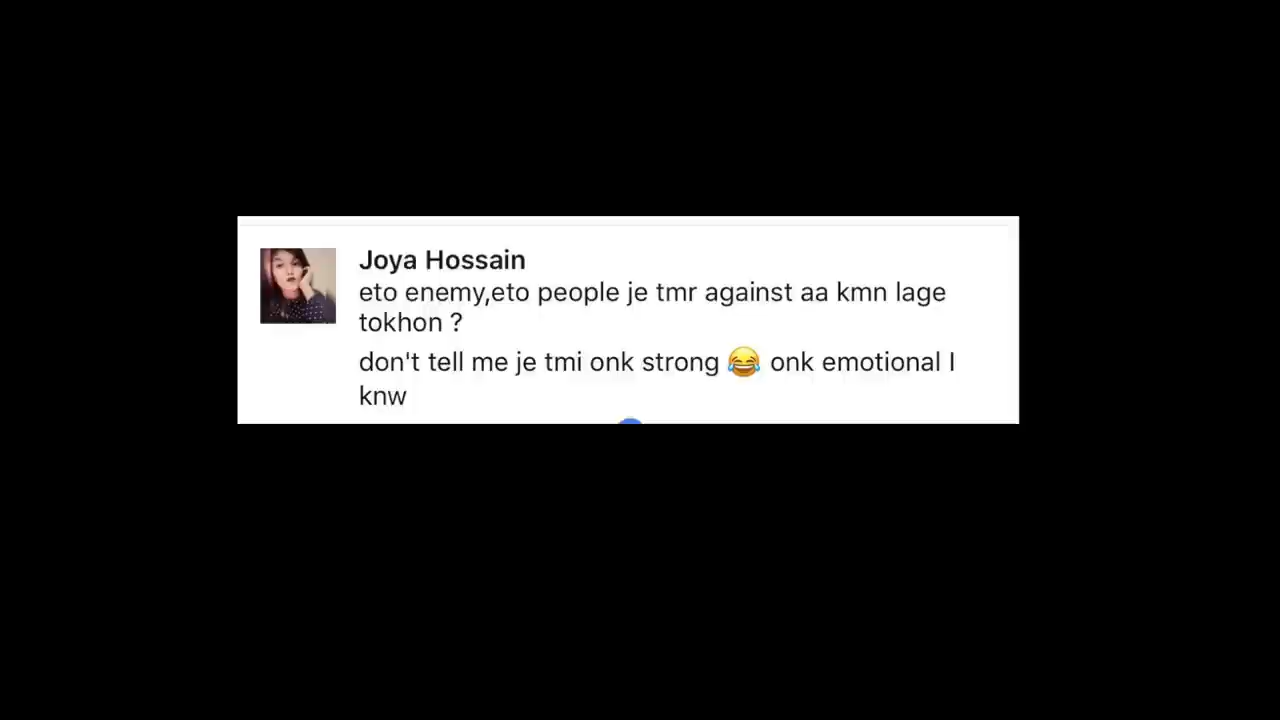 Joya Hossain
eto enemy,eto people je tmr against aa kmn lage
tokhon ?
don't tell me je tmi onk strong 😂 onk emotional I
knw